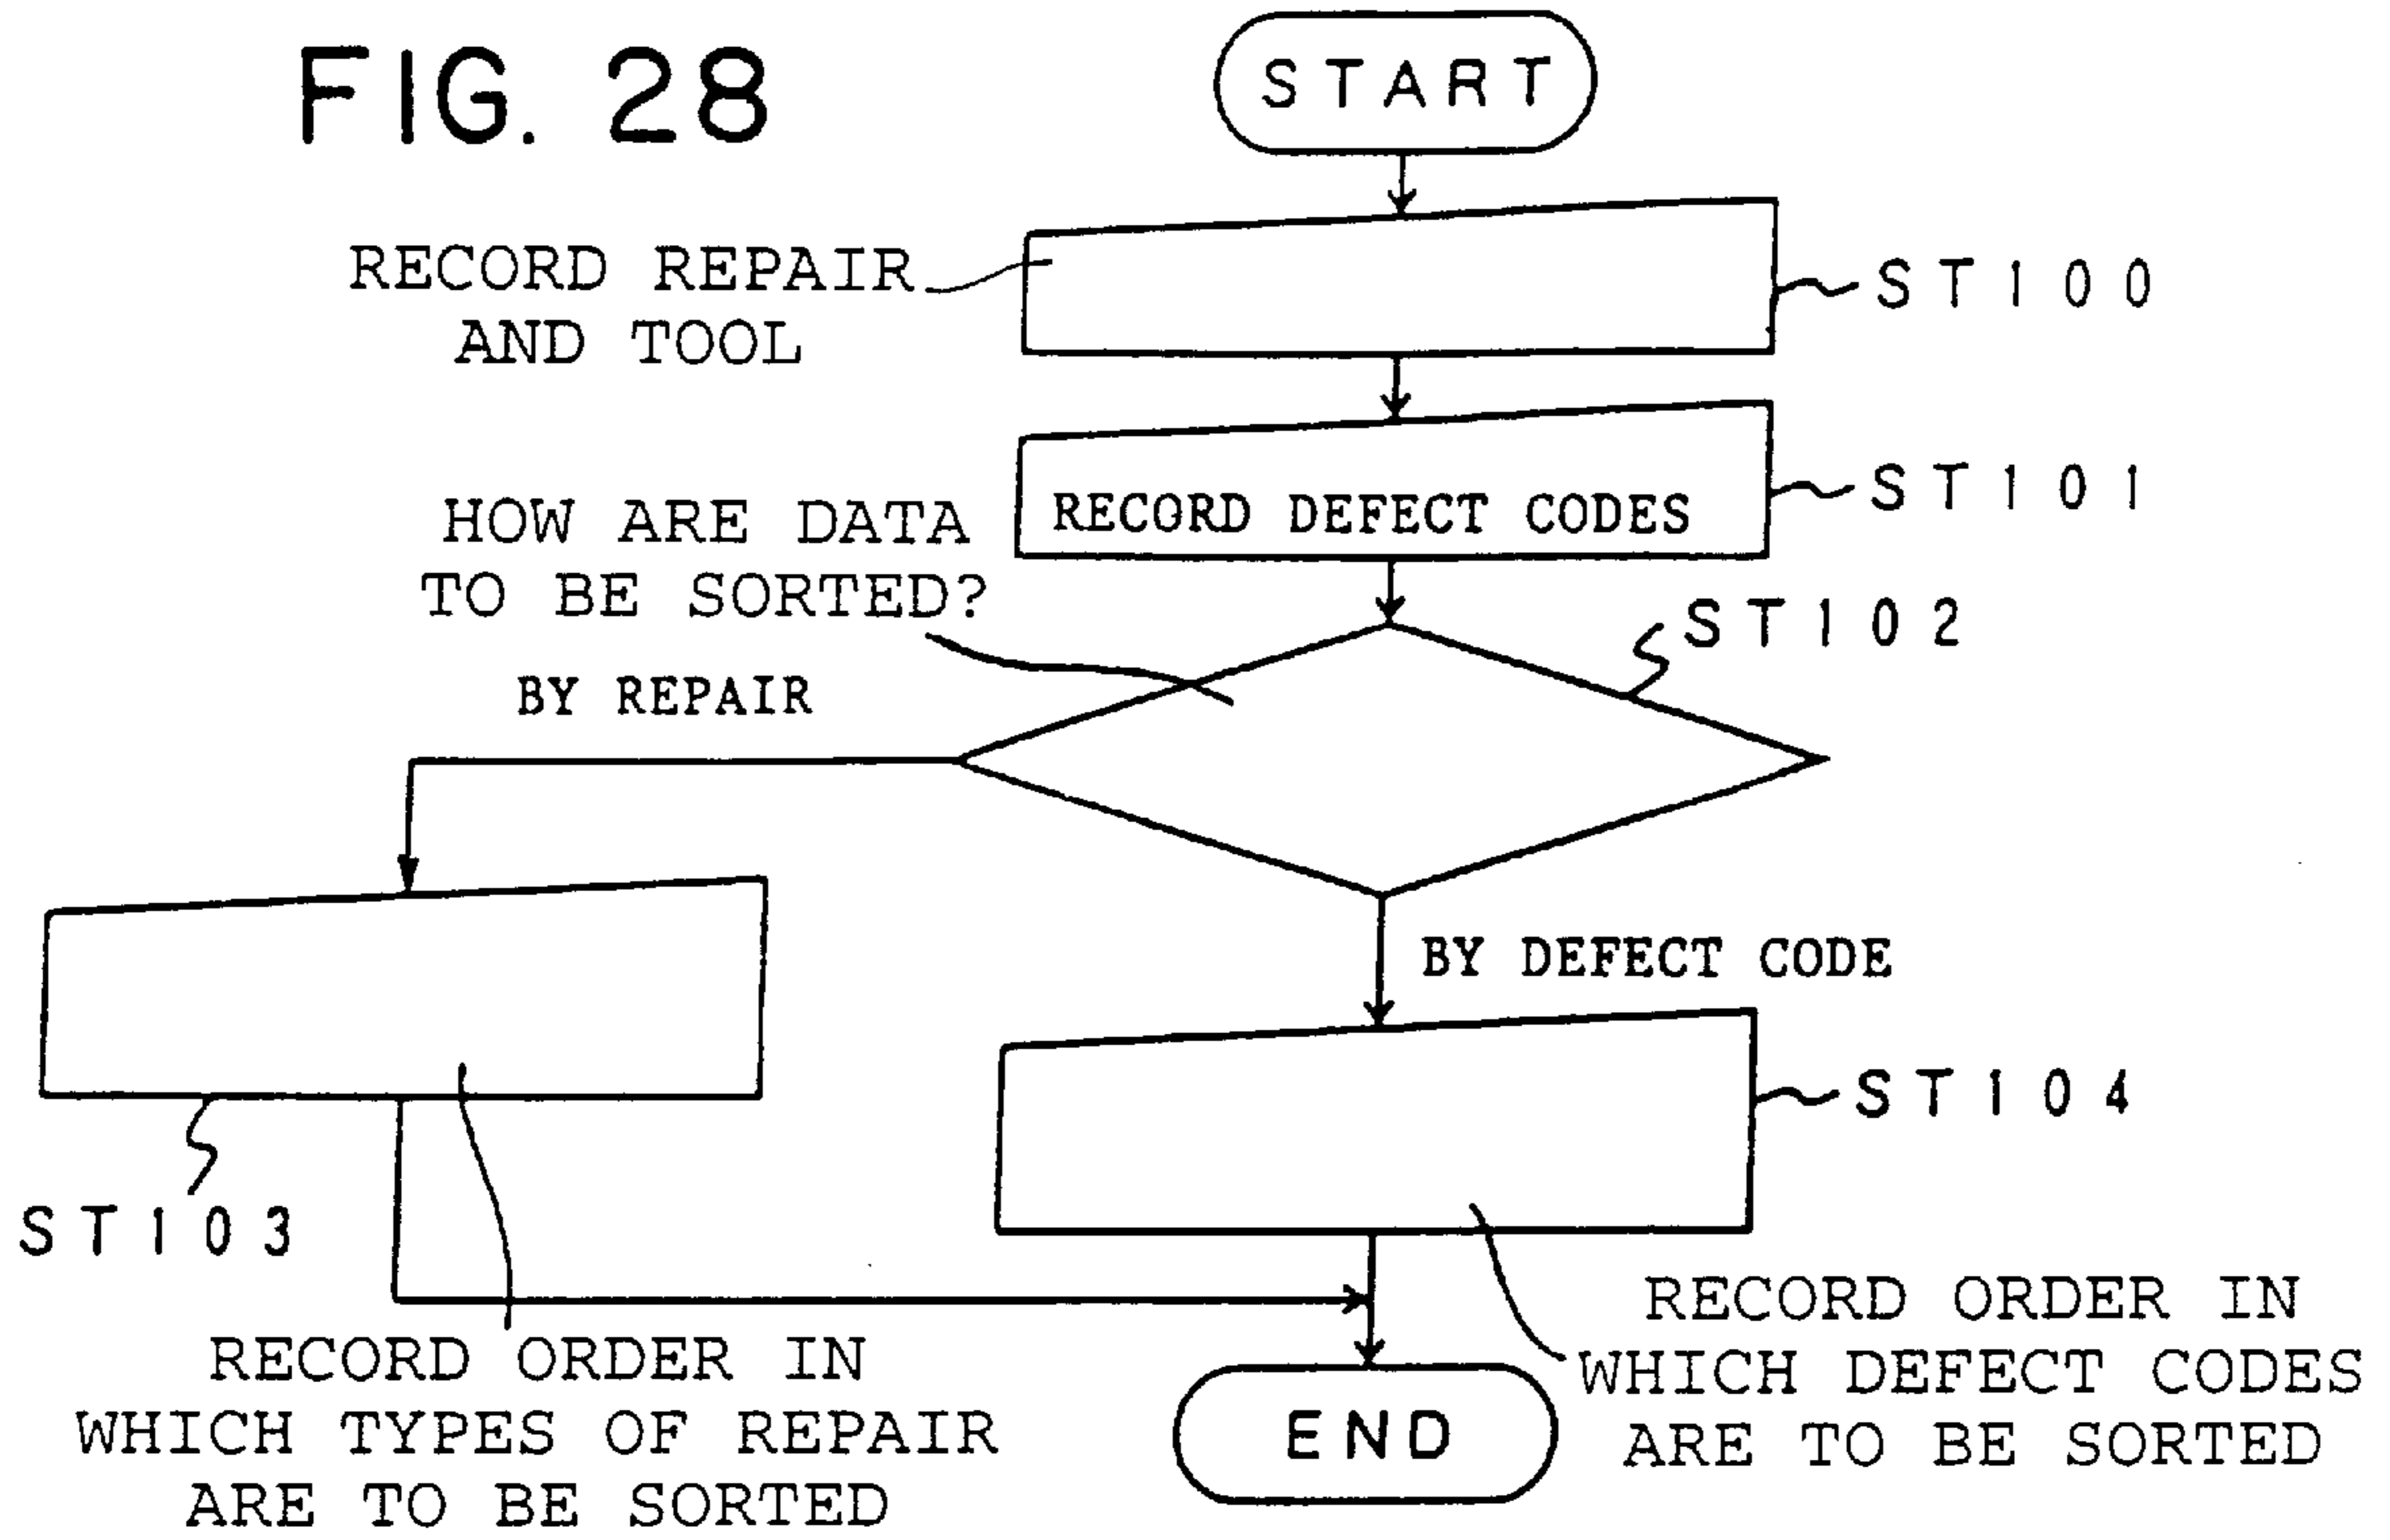 FIG. 28
START
RECORD REPAIR
AND TOOL
ST100
RECORD DEFECT CODES
ST101
HOW ARE DATA
TO BE SORTED?
ST102
BY REPAIR
BY DEFECT CODE
ST104
ST103
RECORD ORDER IN
WHICH TYPES OF REPAIR
ARE TO BE SORTED
RECORD ORDER IN
WHICH DEFECT CODES
ARE TO BE SORTED
END